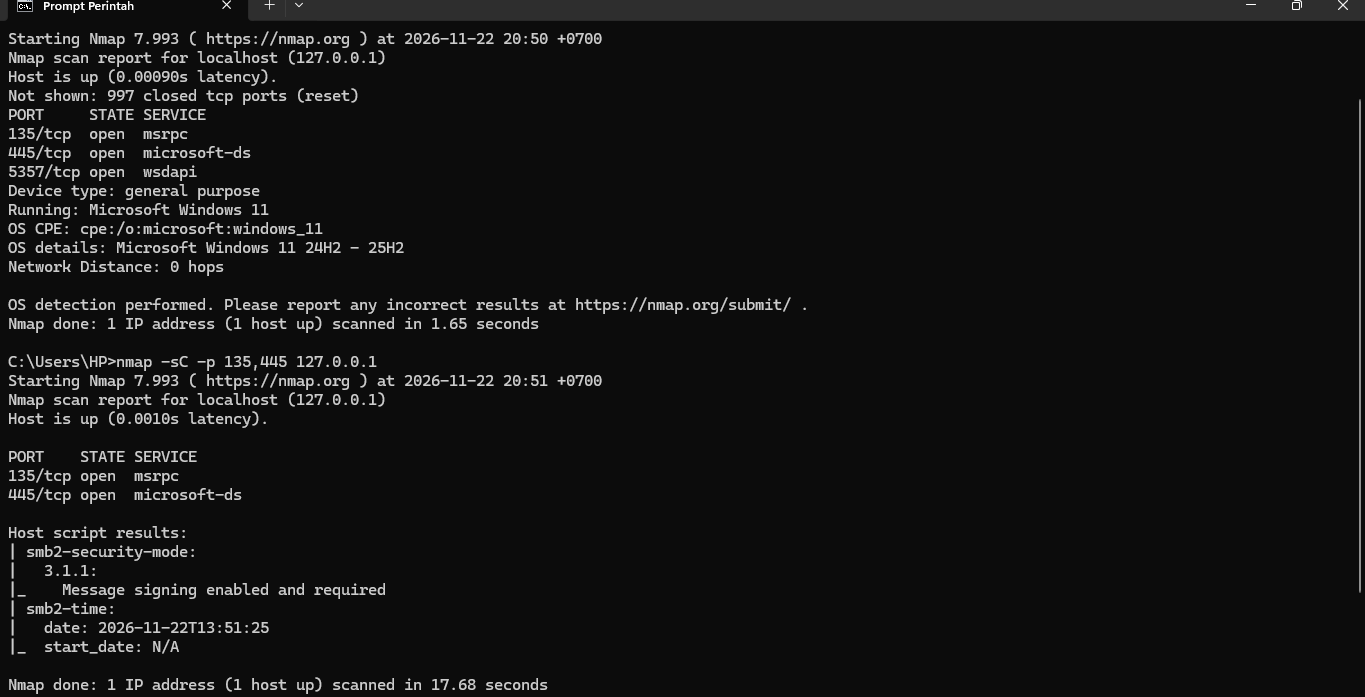 Prompt Perintah
Starting Nmap 7.993 ( https://nmap.org ) at 2026-11-22 20:50 +0700
Nmap scan report for localhost (127.0.0.1)
Host is up (0.00090s latency).
Not shown: 997 closed tcp ports (reset)
PORT     STATE SERVICE
135/tcp  open  msrpc
445/tcp  open  microsoft-ds
5357/tcp open  wsdapi
Device type: general purpose
Running: Microsoft Windows 11
OS CPE: cpe:/o:microsoft:windows_11
OS details: Microsoft Windows 11 24H2 - 25H2
Network Distance: 0 hops

OS detection performed. Please report any incorrect results at https://nmap.org/submit/ .
Nmap done: 1 IP address (1 host up) scanned in 1.65 seconds

C:\Users\HP>nmap -sC -p 135,445 127.0.0.1
Starting Nmap 7.993 ( https://nmap.org ) at 2026-11-22 20:51 +0700
Nmap scan report for localhost (127.0.0.1)
Host is up (0.0010s latency).

PORT    STATE SERVICE
135/tcp open  msrpc
445/tcp open  microsoft-ds

Host script results:
| smb2-security-mode:
|   3.1.1:
|_    Message signing enabled and required
| smb2-time:
|   date: 2026-11-22T13:51:25
|_  start_date: N/A

Nmap done: 1 IP address (1 host up) scanned in 17.68 seconds